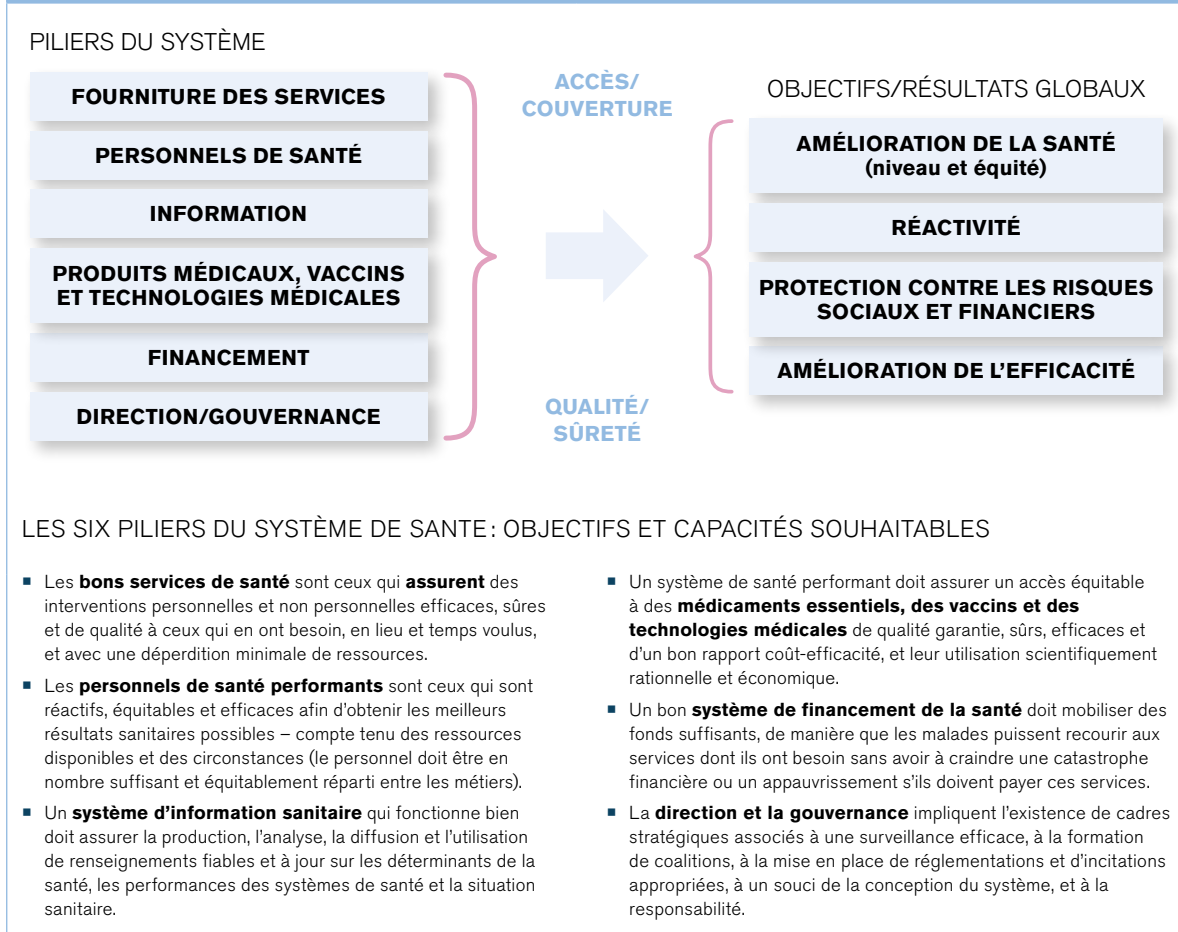 PILIERS DU SYSTÈME
FOURNITURE DES SERVICES
PERSONNELS DE SANTÉ
INFORMATION
PRODUITS MÉDICAUX, VACCINS
ET TECHNOLOGIES MÉDICALES
FINANCEMENT
DIRECTION/GOUVERNANCE
ACCÈS/
COUVERTURE
QUALITÉ/
SÛRETÉ
OBJECTIFS/RÉSULTATS GLOBAUX
AMÉLIORATION DE LA SANTÉ
(niveau et équité)
RÉACTIVITÉ
PROTECTION CONTRE LES RISQUES
SOCIAUX ET FINANCIERS
AMÉLIORATION DE L’EFFICACITÉ
LES SIX PILIERS DU SYSTÈME DE SANTE : OBJECTIFS ET CAPACITÉS SOUHAITABLES
▪ Les bons services de santé sont ceux qui assurent des
interventions personnelles et non personnelles efficaces, sûres
et de qualité à ceux qui en ont besoin, en lieu et temps voulus,
et avec une déperdition minimale de ressources.
▪ Les personnels de santé performants sont ceux qui sont
réactifs, équitables et efficaces afin d’obtenir les meilleurs
résultats sanitaires possibles – compte tenu des ressources
disponibles et des circonstances (le personnel doit être en
nombre suffisant et équitablement réparti entre les métiers).
▪ Un système d’information sanitaire qui fonctionne bien
doit assurer la production, l’analyse, la diffusion et l’utilisation
de renseignements fiables et à jour sur les déterminants de la
santé, les performances des systèmes de santé et la situation
sanitaire.
▪ Un système de santé performant doit assurer un accès équitable
à des médicaments essentiels, des vaccins et des
technologies médicales de qualité garantie, sûrs, efficaces et
d’un bon rapport coût-efficacité, et leur utilisation scientifiquement
rationnelle et économique.
▪ Un bon système de financement de la santé doit mobiliser des
fonds suffisants, de manière que les malades puissent recourir aux
services dont ils ont besoin sans avoir à craindre une catastrophe
financière ou un appauvrissement s’ils doivent payer ces services.
▪ La direction et la gouvernance impliquent l’existence de cadres
stratégiques associés à une surveillance efficace, à la formation
de coalitions, à la mise en place de réglementations et d’incitations
appropriées, à un souci de la conception du système, et à la
responsabilité.